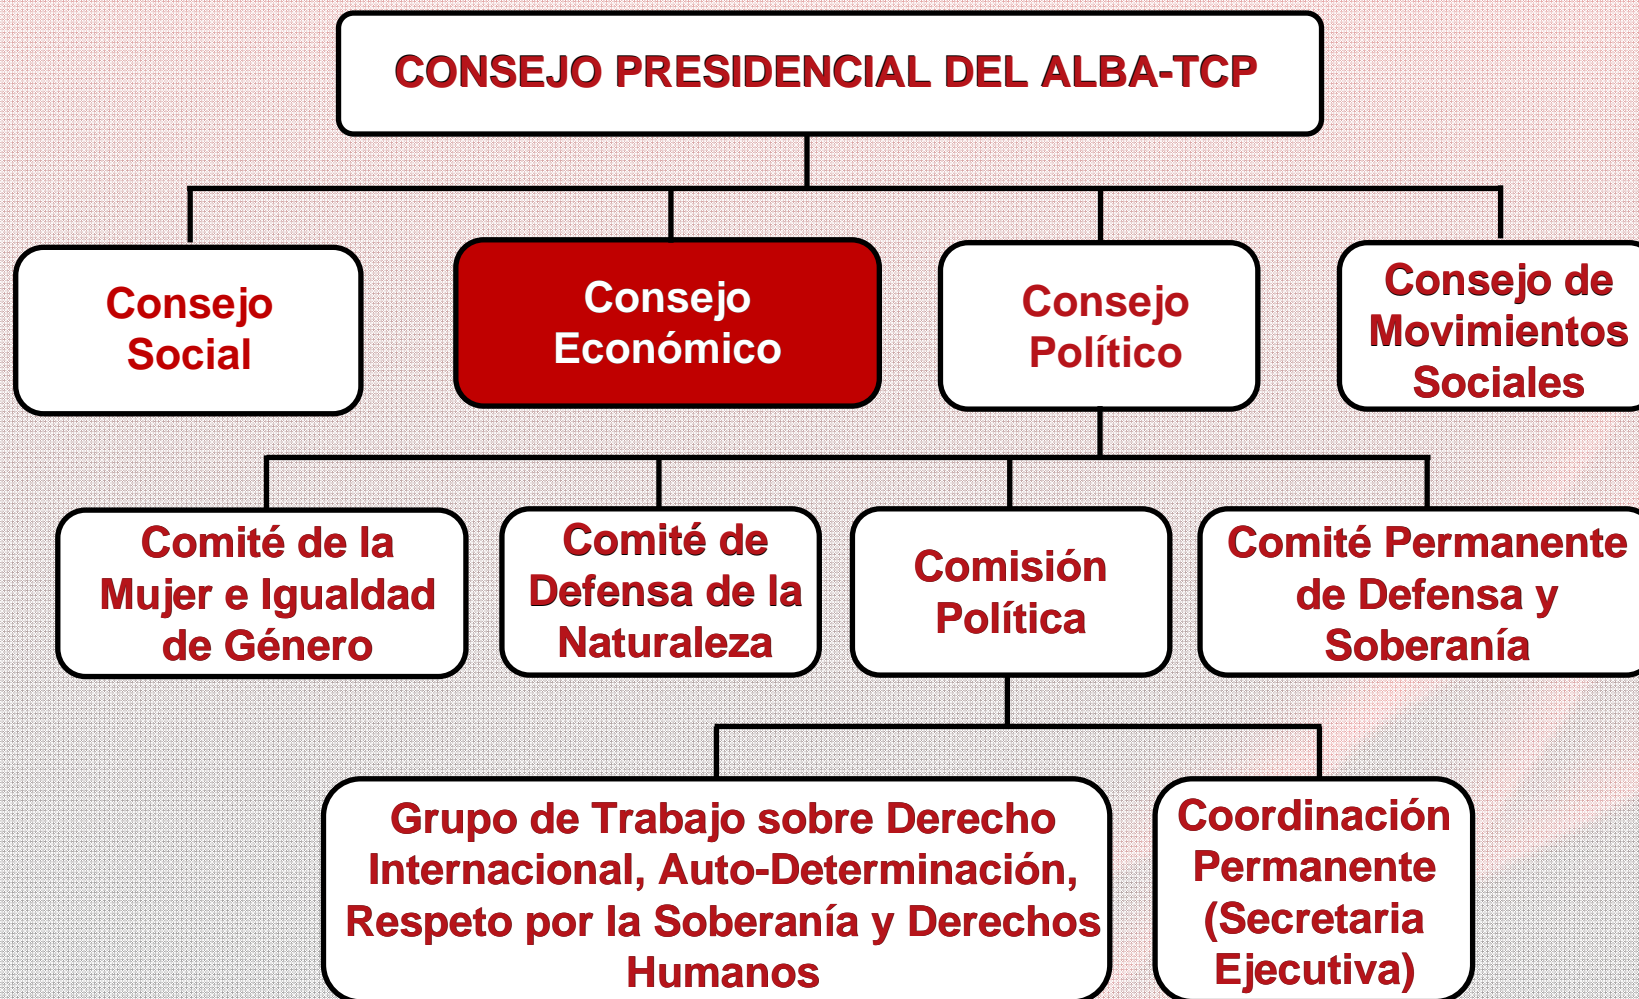 CONSEJO PRESIDENCIAL DEL ALBA-TCP
Consejo
Social
Consejo
Económico
Consejo
Político
Consejo de
Movimientos
Sociales
Comité de la
Mujer e Igualdad
de Género
Comité de
Defensa de la
Naturaleza
Comisión
Política
Comité Permanente
de Defensa y
Soberanía
Grupo de Trabajo sobre Derecho
Internacional, Auto-Determinación,
Respeto por la Soberanía y Derechos
Humanos
Coordinación
Permanente
(Secretaria
Ejecutiva)